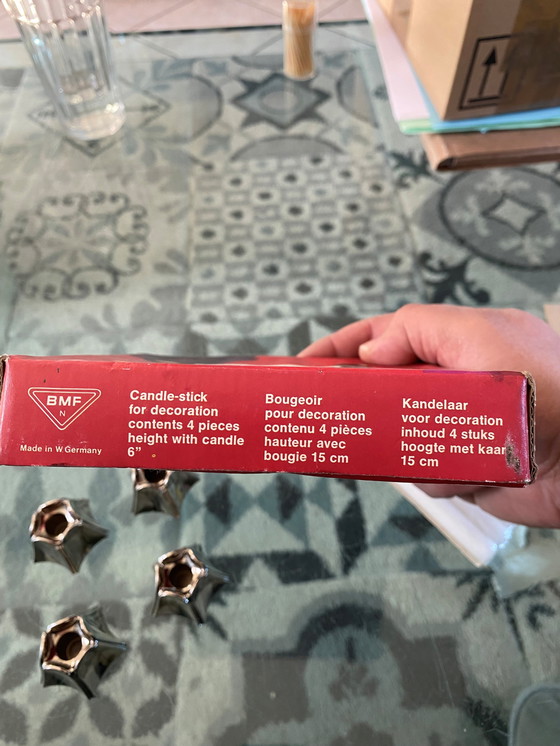 BMF
N
Made in W.Germany
Candle-stick
for decoration
contents 4 pieces
height with candle
6”
Bougeoir
pour decoration
contenu 4 pièces
hauteur avec
bougie 15 cm
Kandelaar
voor decoration
inhoud 4 stuks
hoogte met kaars
15 cm